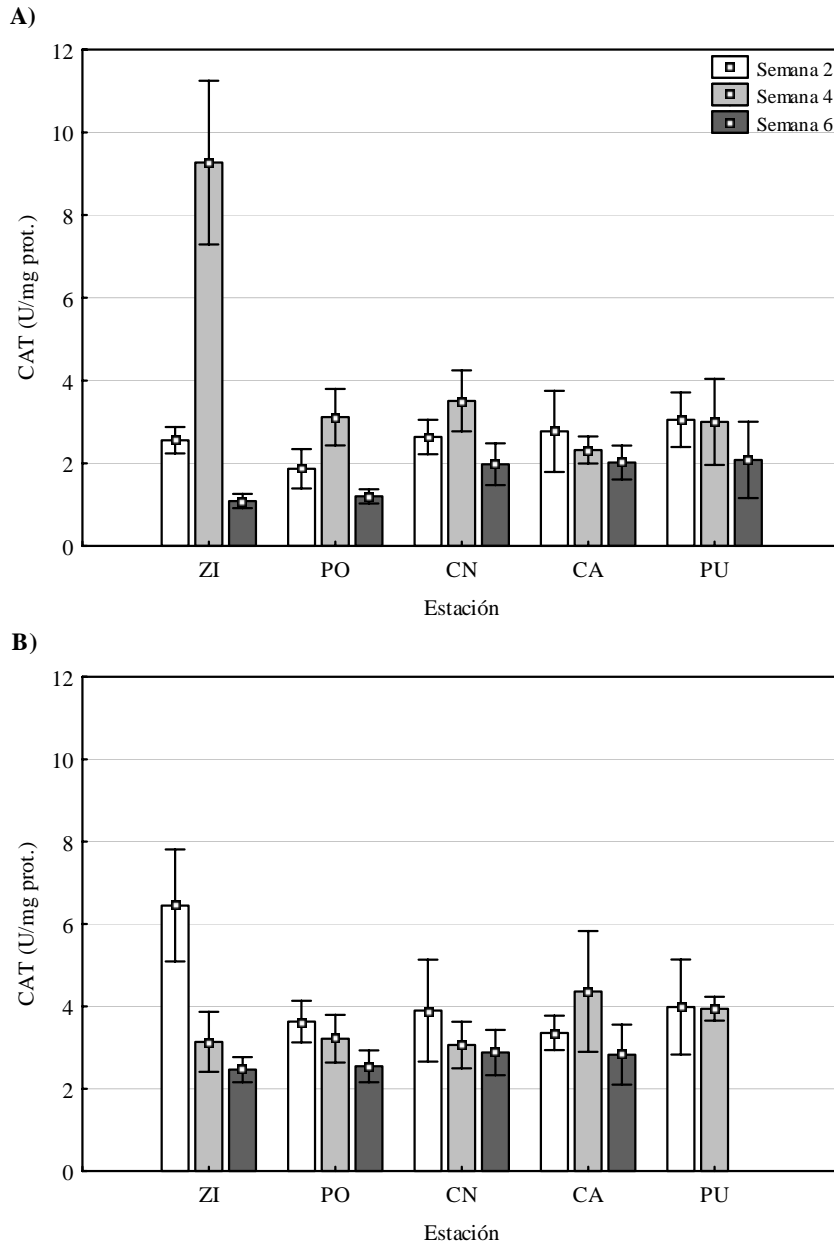 A)
12
10
8
6
4
2
0
CAT (U/mg prot.)
Semana 2
Semana 4
Semana 6
ZI PO CN CA PU
Estación
B)
12
10
8
6
4
2
0
CAT (U/mg prot.)
ZI PO CN CA PU
Estación